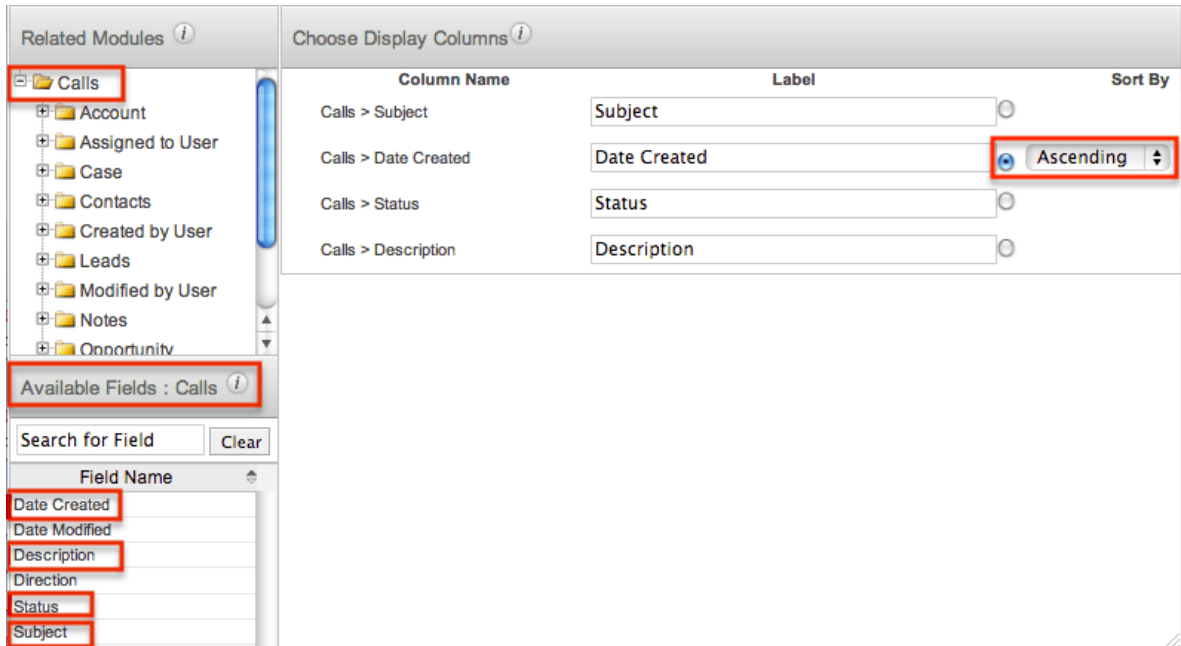 Related Modules i
Calls
Account
Assigned to User
Case
Contacts
Created by User
Leads
Modified by User
Notes
Opportunity
Available Fields : Calls i
Search for Field Clear
Field Name
Date Created
Date Modified
Description
Direction
Status
Subject
Choose Display Columns i
Column Name Label Sort By
Calls > Subject Subject
Calls > Date Created Date Created Ascending
Calls > Status Status
Calls > Description Description